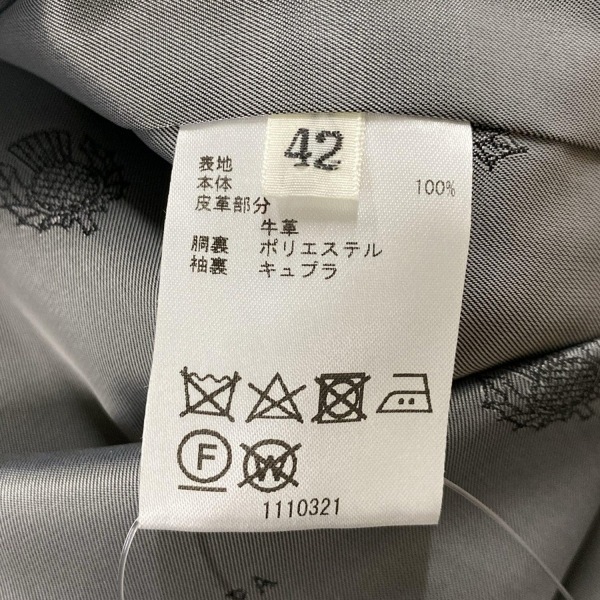 42
表地
本体 100%
皮革部分
牛革
胴裏 ポリエステル
袖裏 キュプラ
F
W
1110321
PA